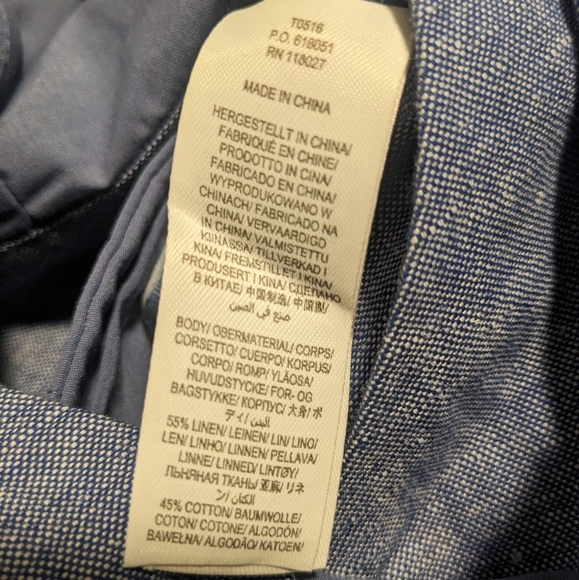 T0516
P.O. 618051
RN 118027
MADE IN CHINA
HERGESTELLT IN CHINA/
FABRIQUÉ EN CHINE/
PRODOTTO IN CINA/
FABRICADO EN CHINA/
WYPRODUKOWANO W
CHINACH/ FABRICADO NA
CHINA/ VERVAARDIGD
IN CHINA/ VALMISTETTU
KIINASSA/ TILLVERKAD I
KINA/ FREMSTILLET I KINA/
PRODUSERT I KINA/ СДЕЛАНО
В КИТАЕ/ 中国制造/ 中国製/
صنع في الصين
BODY/ OBERMATERIAL/ CORPS/
CORSETTO/ CUERPO/ KORPUS/
CORPO/ ROMP/ YLÄOSA/
HUVUDSTYCKE/ FOR- OG
BAGSTYKKE/ КОРПУС/ 大身/ ボ
ディ/ البدن/
55% LINEN/ LEINEN/ LIN/ LINO/
LEN/ LINHO/ LINNEN/ PELLAVA/
LINNE/ LINNED/ LINTØY/
ЛЬНЯНАЯ ТКАНЬ/ 亚麻/ リネ
ン/ الكتان/
45% COTTON/ BAUMWOLLE/
COTON/ COTONE/ ALGODÓN/
BAWEŁNA/ ALGODÃO/ KATOEN/